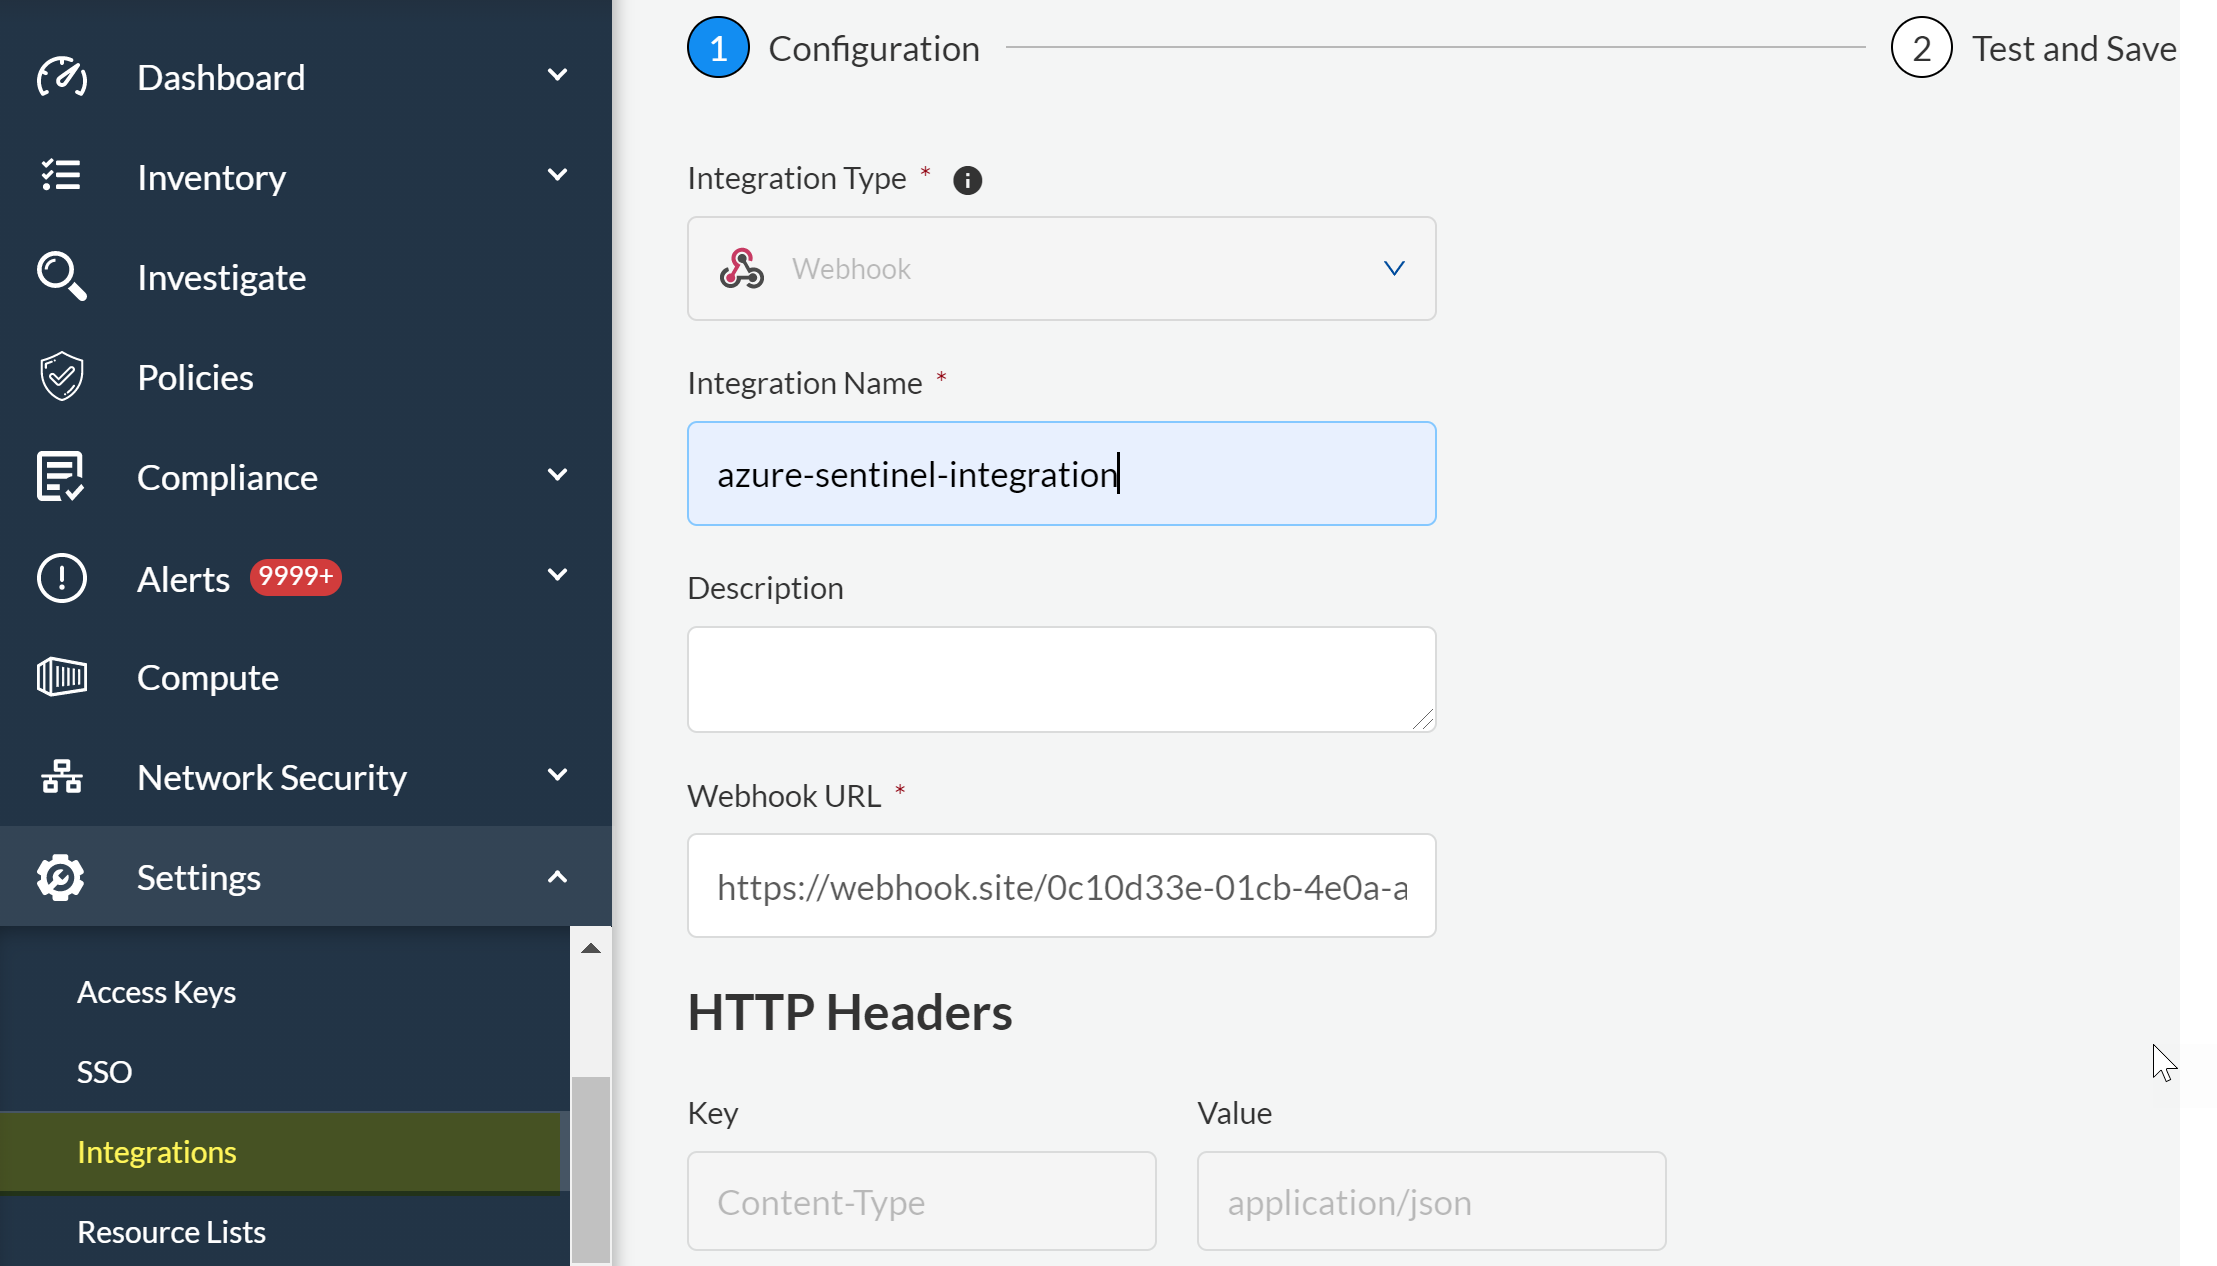 Dashboard
Inventory
Investigate
Policies
Compliance
Alerts 9999+
Compute
Network Security
Settings
Access Keys
SSO
Integrations
Resource Lists
1 Configuration
2 Test and Save
Integration Type *
Webhook
Integration Name *
azure-sentinel-integration
Description
Webhook URL *
https://webhook.site/0c10d33e-01cb-4e0a-a
HTTP Headers
Key Value
Content-Type application/json